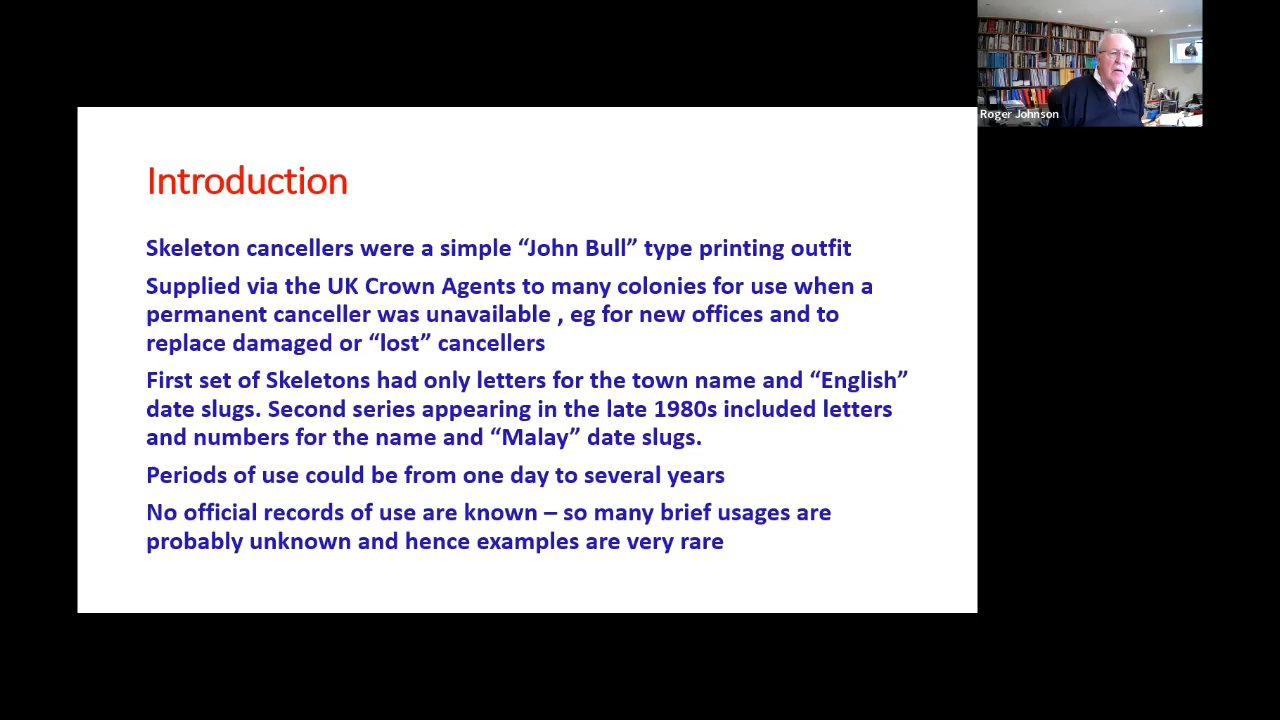 Roger Johnson
Introduction
Skeleton cancellers were a simple “John Bull” type printing outfit
Supplied via the UK Crown Agents to many colonies for use when a
permanent canceller was unavailable , eg for new offices and to
replace damaged or “lost” cancellers
First set of Skeletons had only letters for the town name and “English”
date slugs. Second series appearing in the late 1980s included letters
and numbers for the name and “Malay” date slugs.
Periods of use could be from one day to several years
No official records of use are known – so many brief usages are
probably unknown and hence examples are very rare